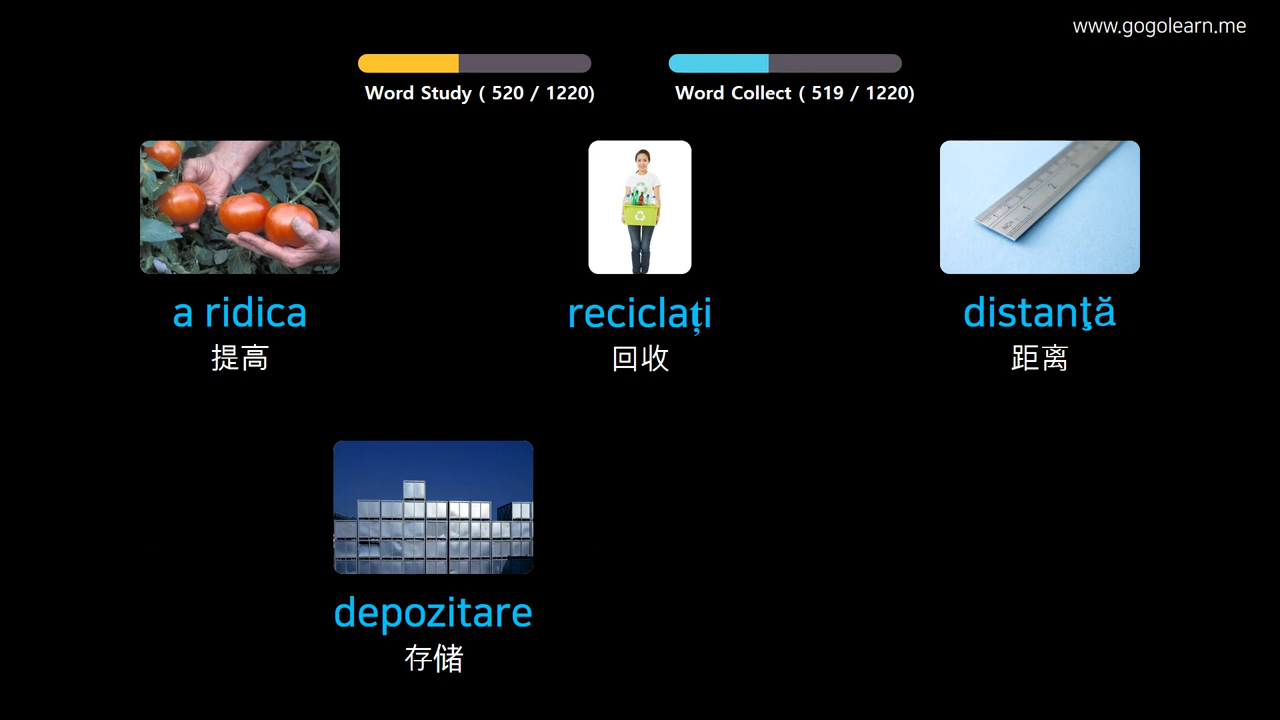 www.gogolearn.me
Word Study ( 520 / 1220)
Word Collect ( 519 / 1220)
a ridica
提高
reciclați
回收
distanţă
距离
depozitare
存储